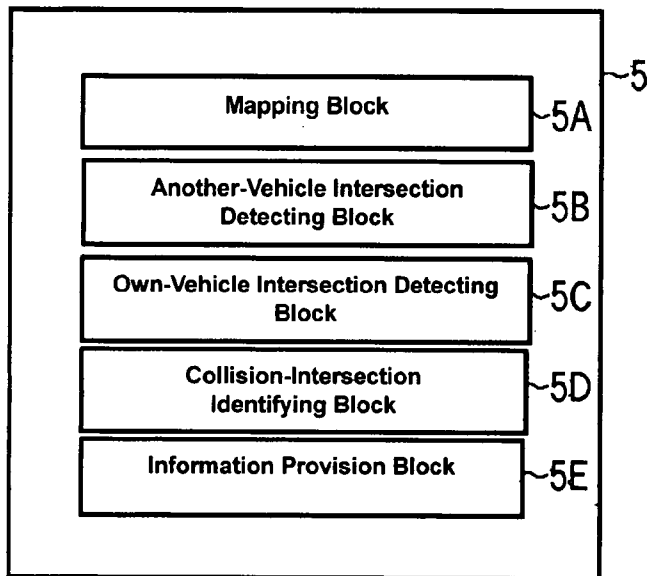 5
Mapping Block
5A
Another-Vehicle Intersection
Detecting Block
5B
Own-Vehicle Intersection Detecting
Block
5C
Collision-Intersection
Identifying Block
5D
Information Provision Block
5E